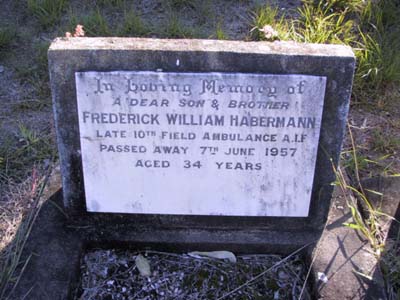 In Loving Memory of
A DEAR SON & BROTHER
FREDERICK WILLIAM HABERMANN
LATE 10TH FIELD AMBULANCE A.I.F
PASSED AWAY 7TH JUNE 1957
AGED 34 YEARS